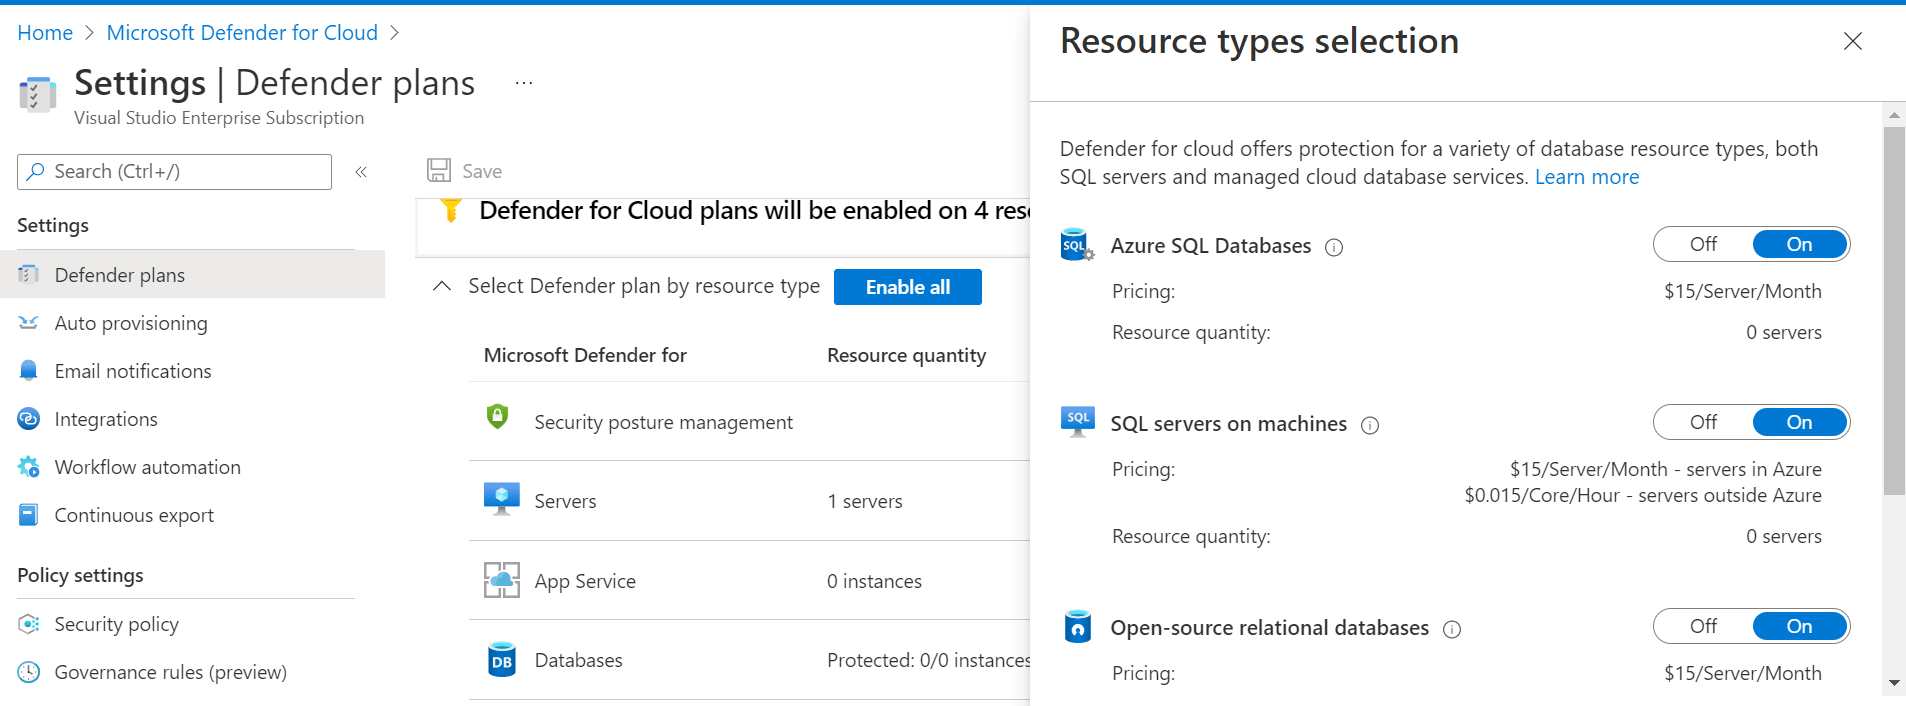 Home > Microsoft Defender for Cloud >
Settings | Defender plans ...
Visual Studio Enterprise Subscription
Search (Ctrl+/)
«
Settings
Defender plans
Auto provisioning
Email notifications
Integrations
Workflow automation
Continuous export
Policy settings
Security policy
Governance rules (preview)
Save
Defender for Cloud plans will be enabled on 4
Select Defender plan by resource type
Enable all
Microsoft Defender for Resource quantity
Security posture management
Servers 1 servers
App Service 0 instances
DB
Databases Protected: 0/0 instances
Resource types selection
Defender for cloud offers protection for a variety of database resource types, both
SQL servers and managed cloud database services. Learn more
SQL
Azure SQL Databases Off On
Pricing: $15/Server/Month
Resource quantity: 0 servers
SQL
SQL servers on machines Off On
Pricing: $15/Server/Month - servers in Azure
$0.015/Core/Hour - servers outside Azure
Resource quantity: 0 servers
Open-source relational databases Off On
Pricing: $15/Server/Month